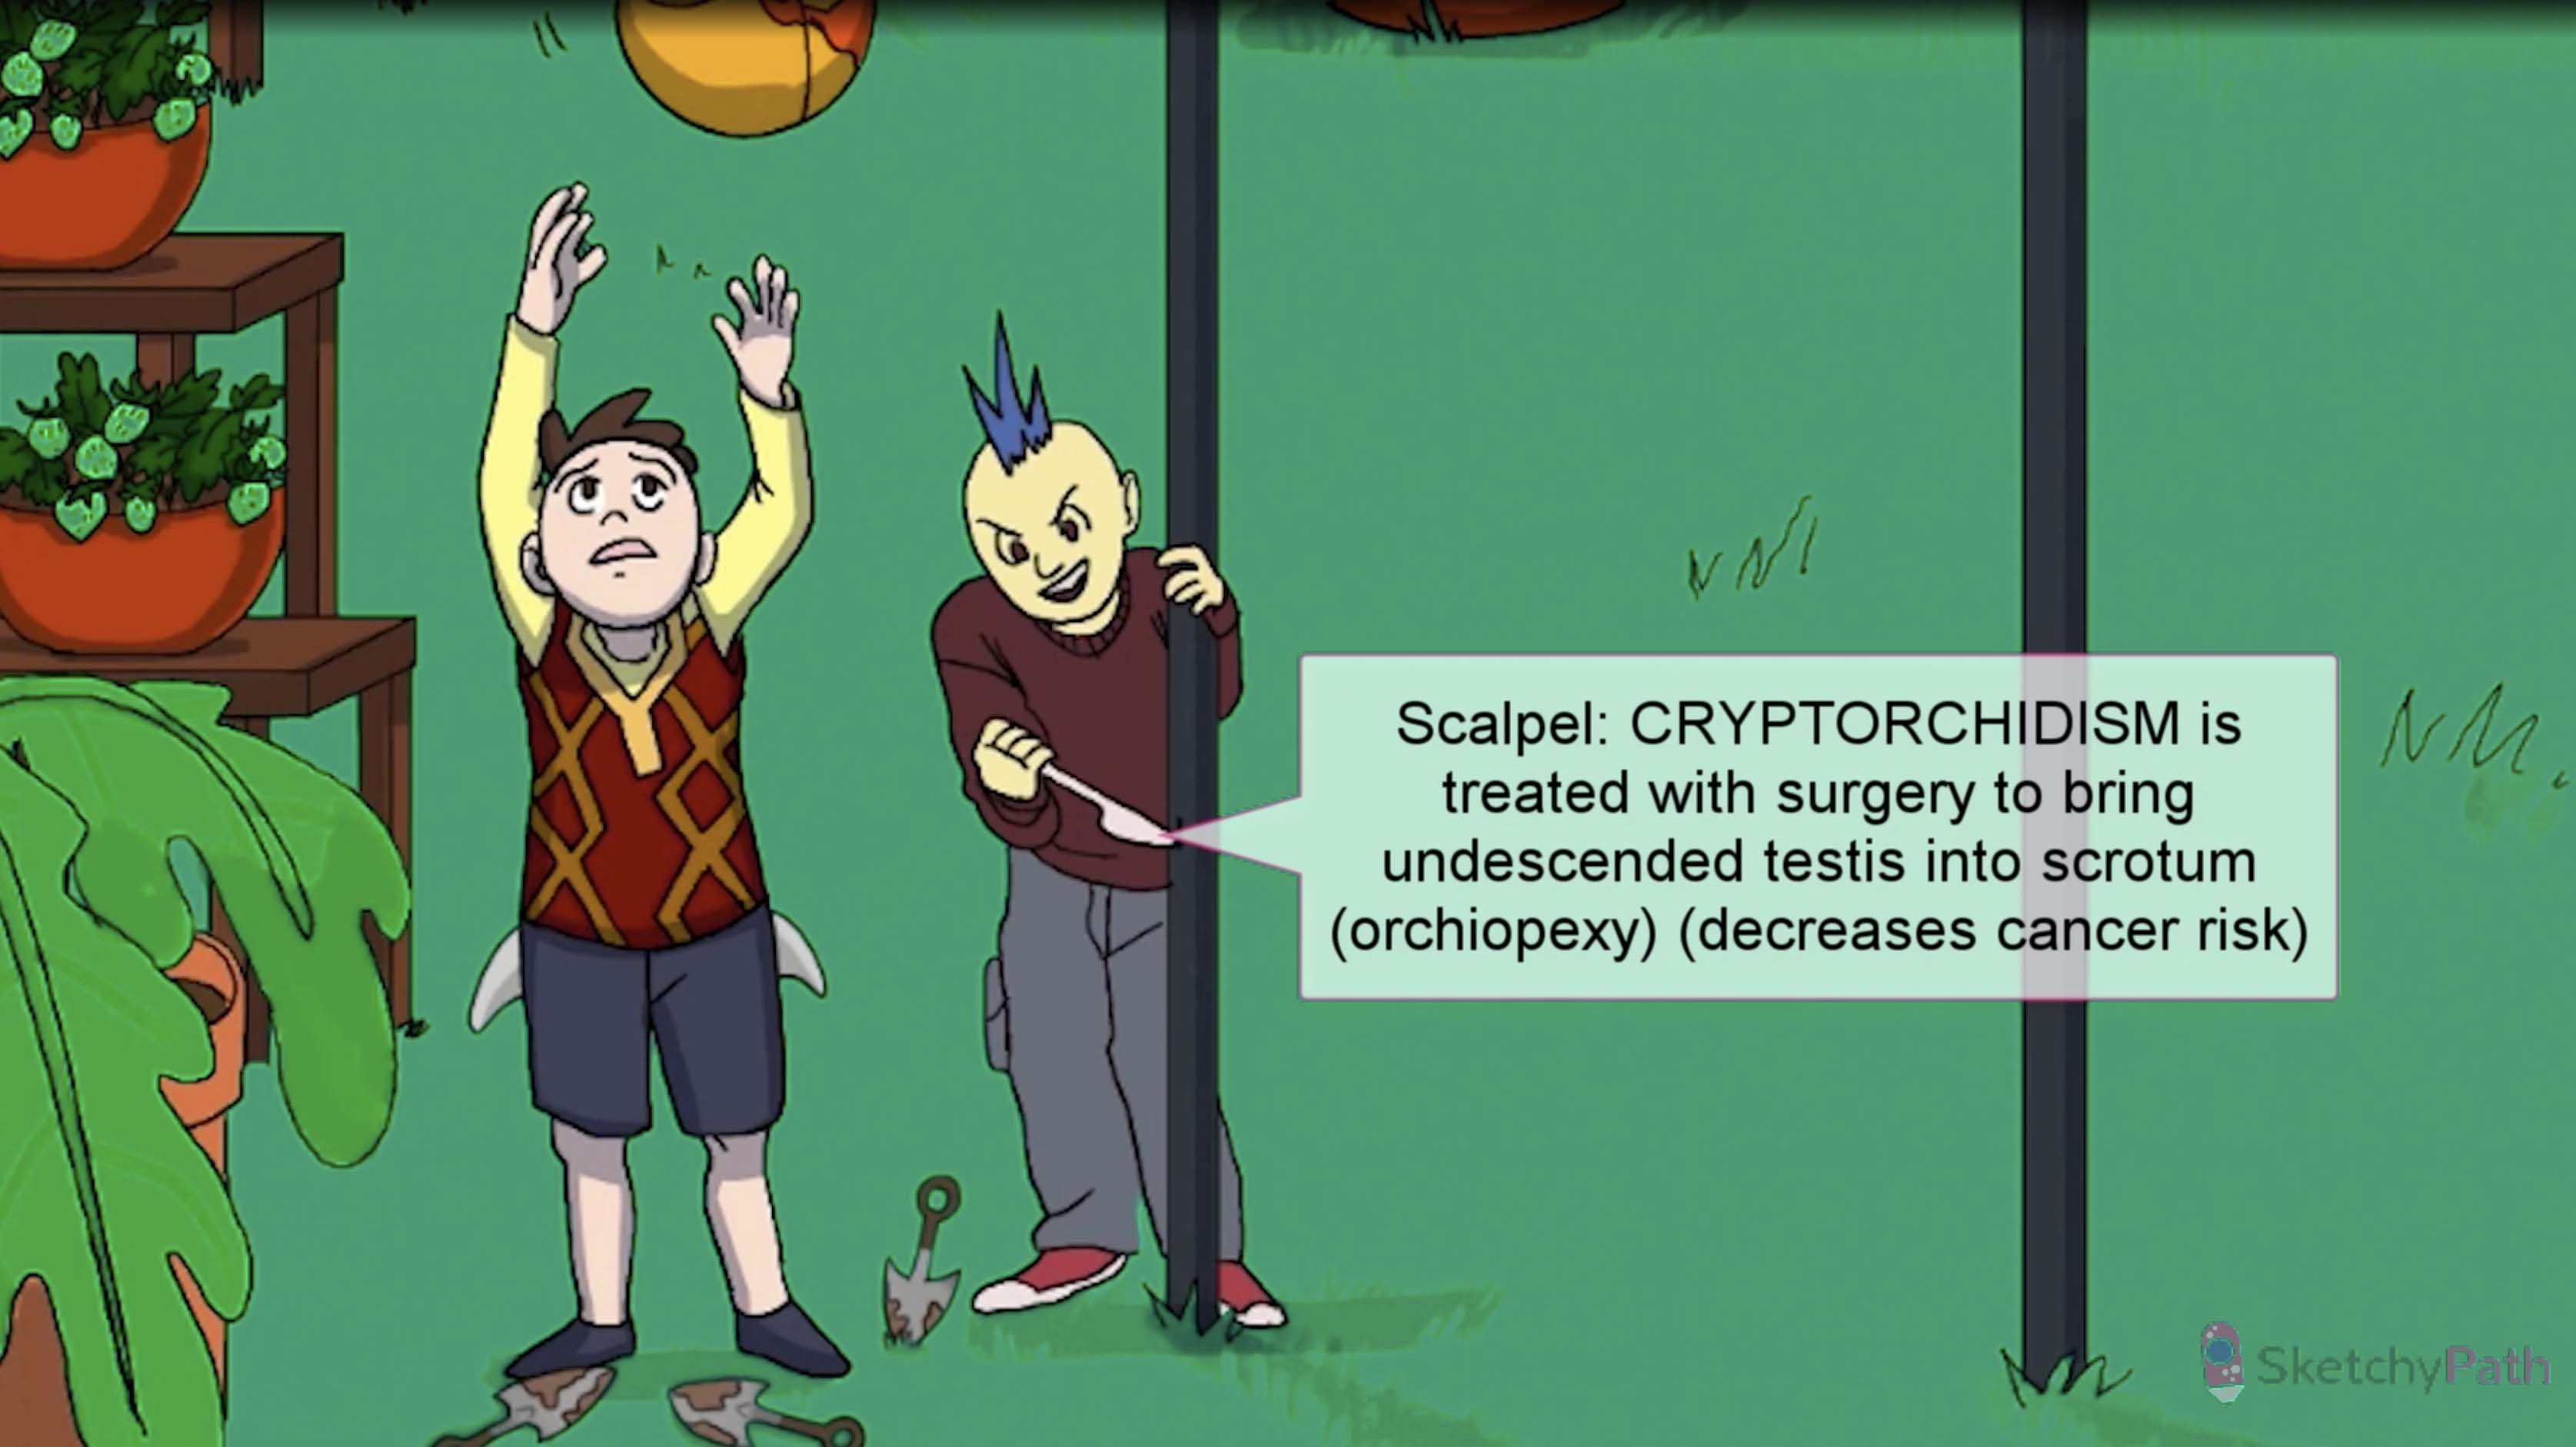 Scalpel: CRYPTORCHIDISM is
treated with surgery to bring
undescended testis into scrotum
(orchiopexy) (decreases cancer risk)
SketchyPath